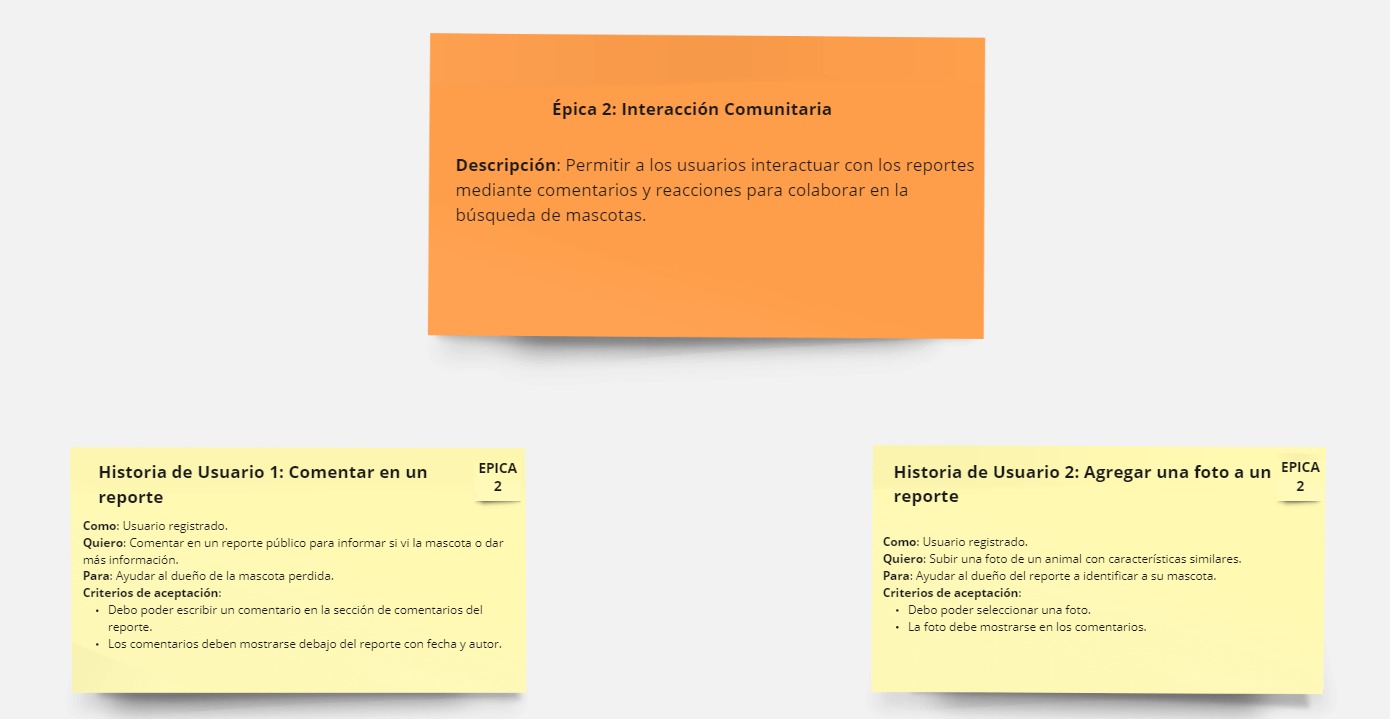 Épica 2: Interacción Comunitaria
Descripción: Permitir a los usuarios interactuar con los reportes
mediante comentarios y reacciones para colaborar en la
búsqueda de mascotas.
Historia de Usuario 1: Comentar en un
reporte
EPICA
2
Como: Usuario registrado.
Quiero: Comentar en un reporte público para informar si vi la mascota o dar
más información.
Para: Ayudar al dueño de la mascota perdida.
Criterios de aceptación:
• Debo poder escribir un comentario en la sección de comentarios del
reporte.
• Los comentarios deben mostrarse debajo del reporte con fecha y autor.
Historia de Usuario 2: Agregar una foto a un
reporte
EPICA
2
Como: Usuario registrado.
Quiero: Subir una foto de un animal con características similares.
Para: Ayudar al dueño del reporte a identificar a su mascota.
Criterios de aceptación:
• Debo poder seleccionar una foto.
• La foto debe mostrarse en los comentarios.